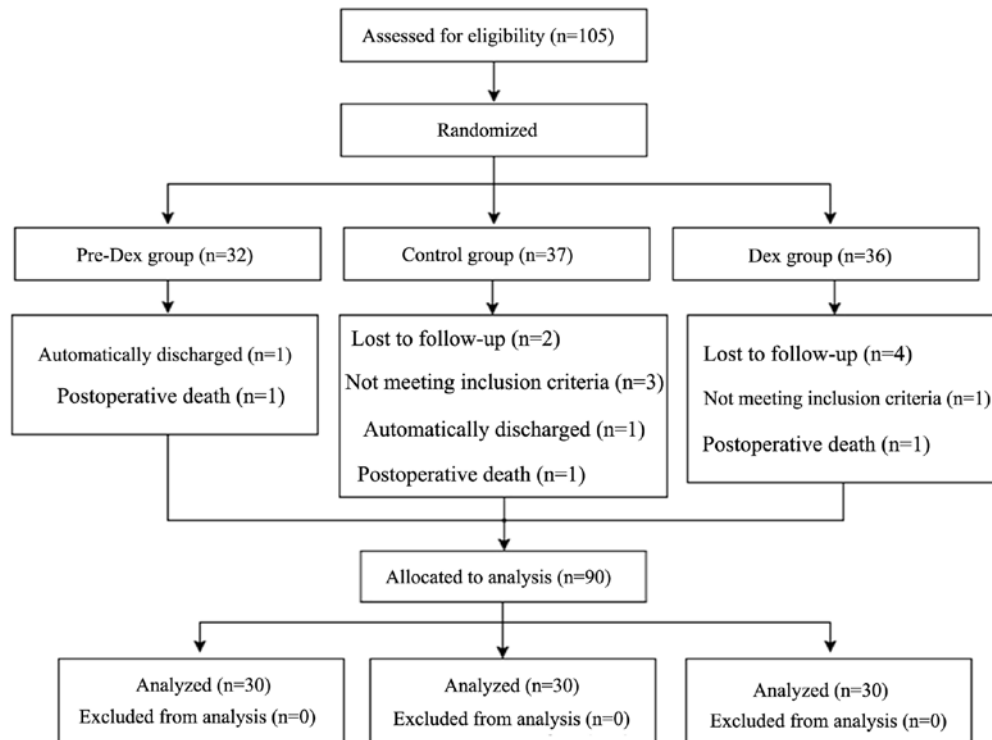 Assessed for eligibility (n=105)
Randomized
Pre-Dex group (n=32)
Control group (n=37)
Dex group (n=36)
Automatically discharged (n=1)
Postoperative death (n=1)
Lost to follow-up (n=2)
Not meeting inclusion criteria (n=3)
Automatically discharged (n=1)
Postoperative death (n=1)
Lost to follow-up (n=4)
Not meeting inclusion criteria (n=1)
Postoperative death (n=1)
Allocated to analysis (n=90)
Analyzed (n=30)
Excluded from analysis (n=0)
Analyzed (n=30)
Excluded from analysis (n=0)
Analyzed (n=30)
Excluded from analysis (n=0)